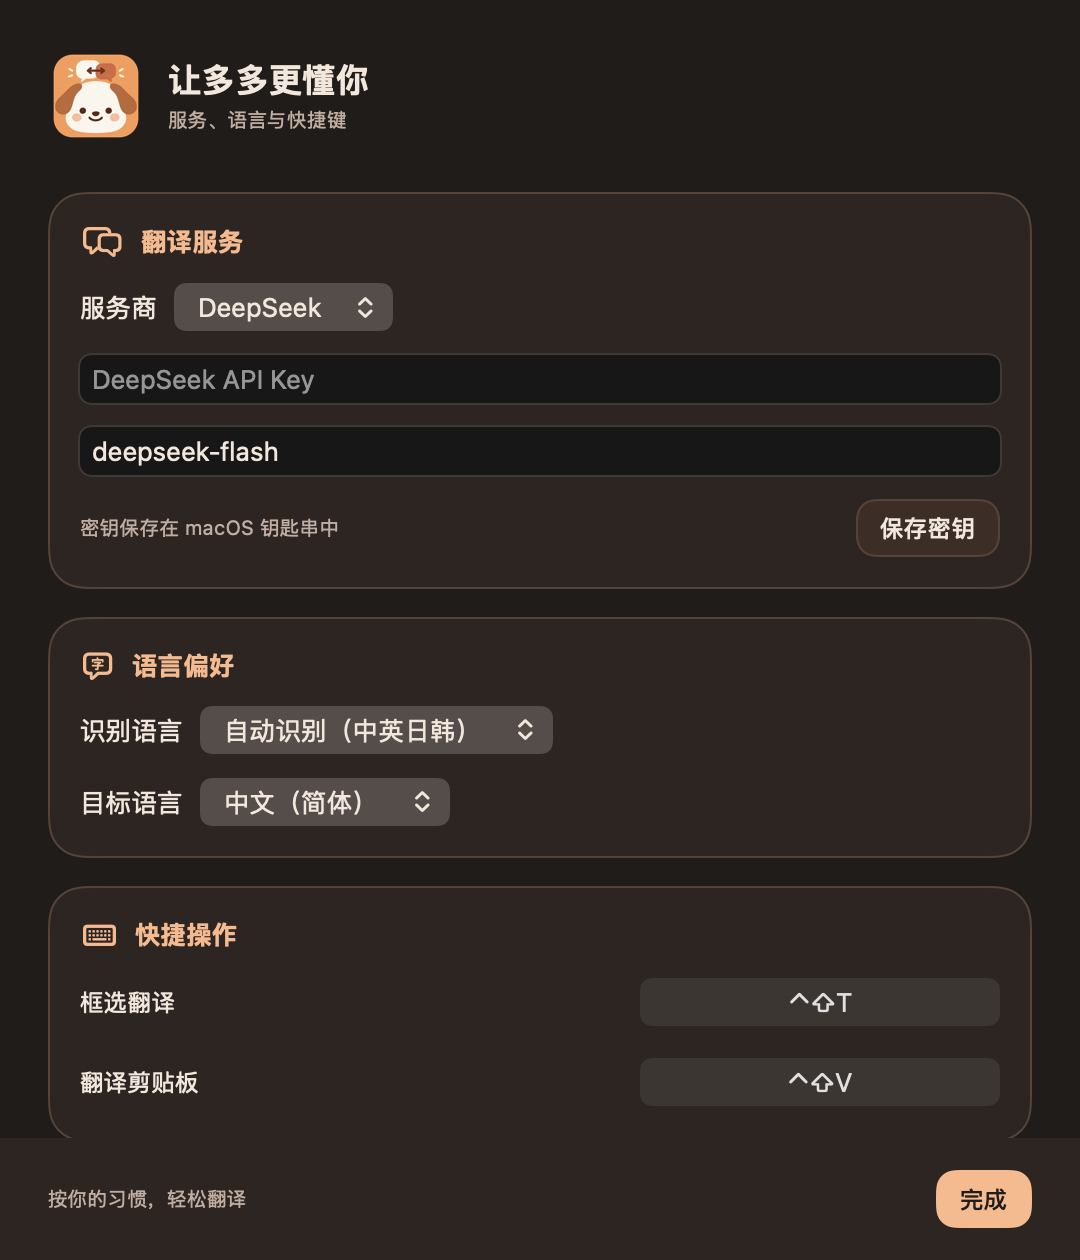 让多多更懂你
服务、语言与快捷键
翻译服务
服务商 DeepSeek
DeepSeek API Key
deepseek-flash
密钥保存在 macOS 钥匙串中 保存密钥
字 语言偏好
识别语言 自动识别（中英日韩）
目标语言 中文（简体）
快捷操作
框选翻译 ^⇧T
翻译剪贴板 ^⇧V
按你的习惯，轻松翻译 完成